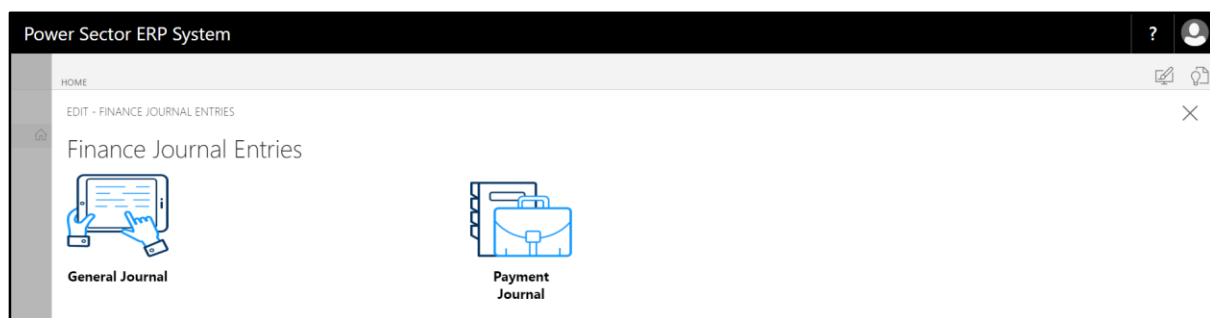 Power Sector ERP System
?
HOME
EDIT - FINANCE JOURNAL ENTRIES
Finance Journal Entries
General Journal
Payment
Journal